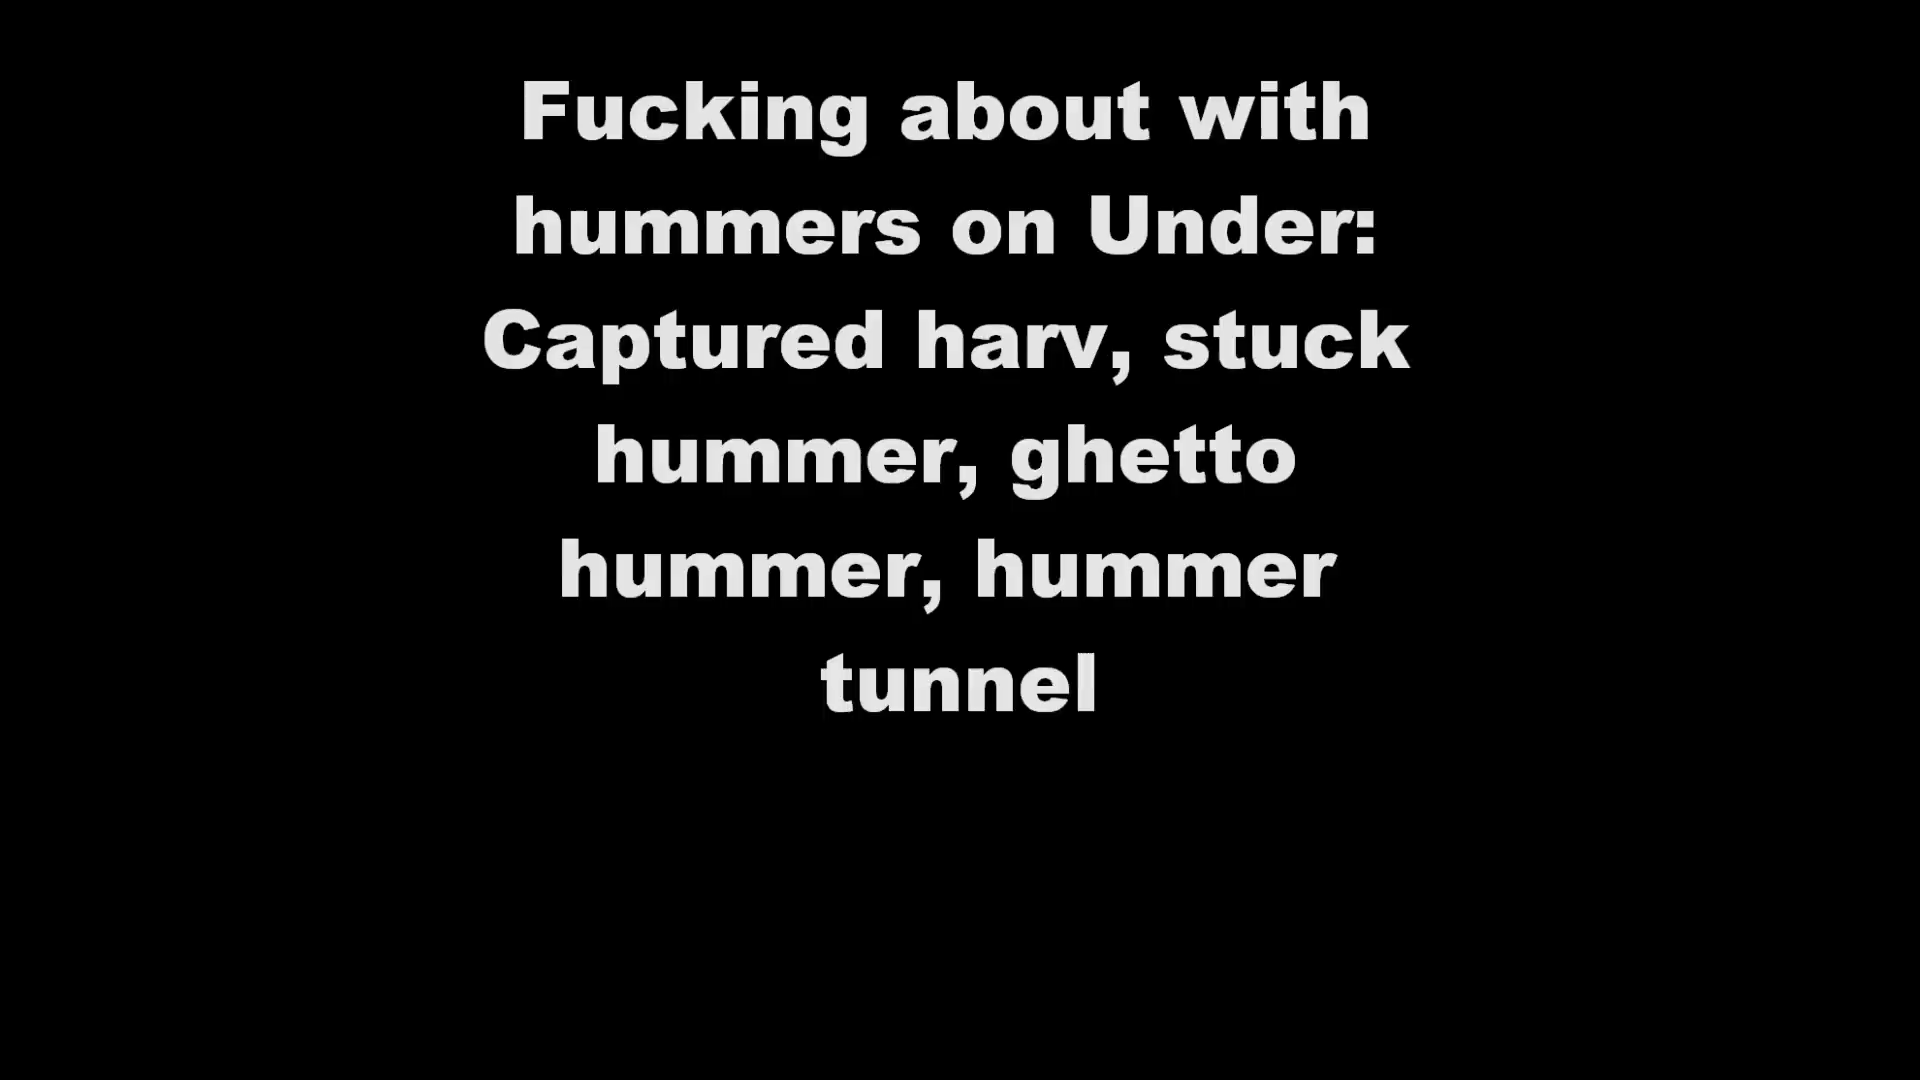 Fucking about with
hummers on Under:
Captured harv, stuck
hummer, ghetto
hummer, hummer
tunnel